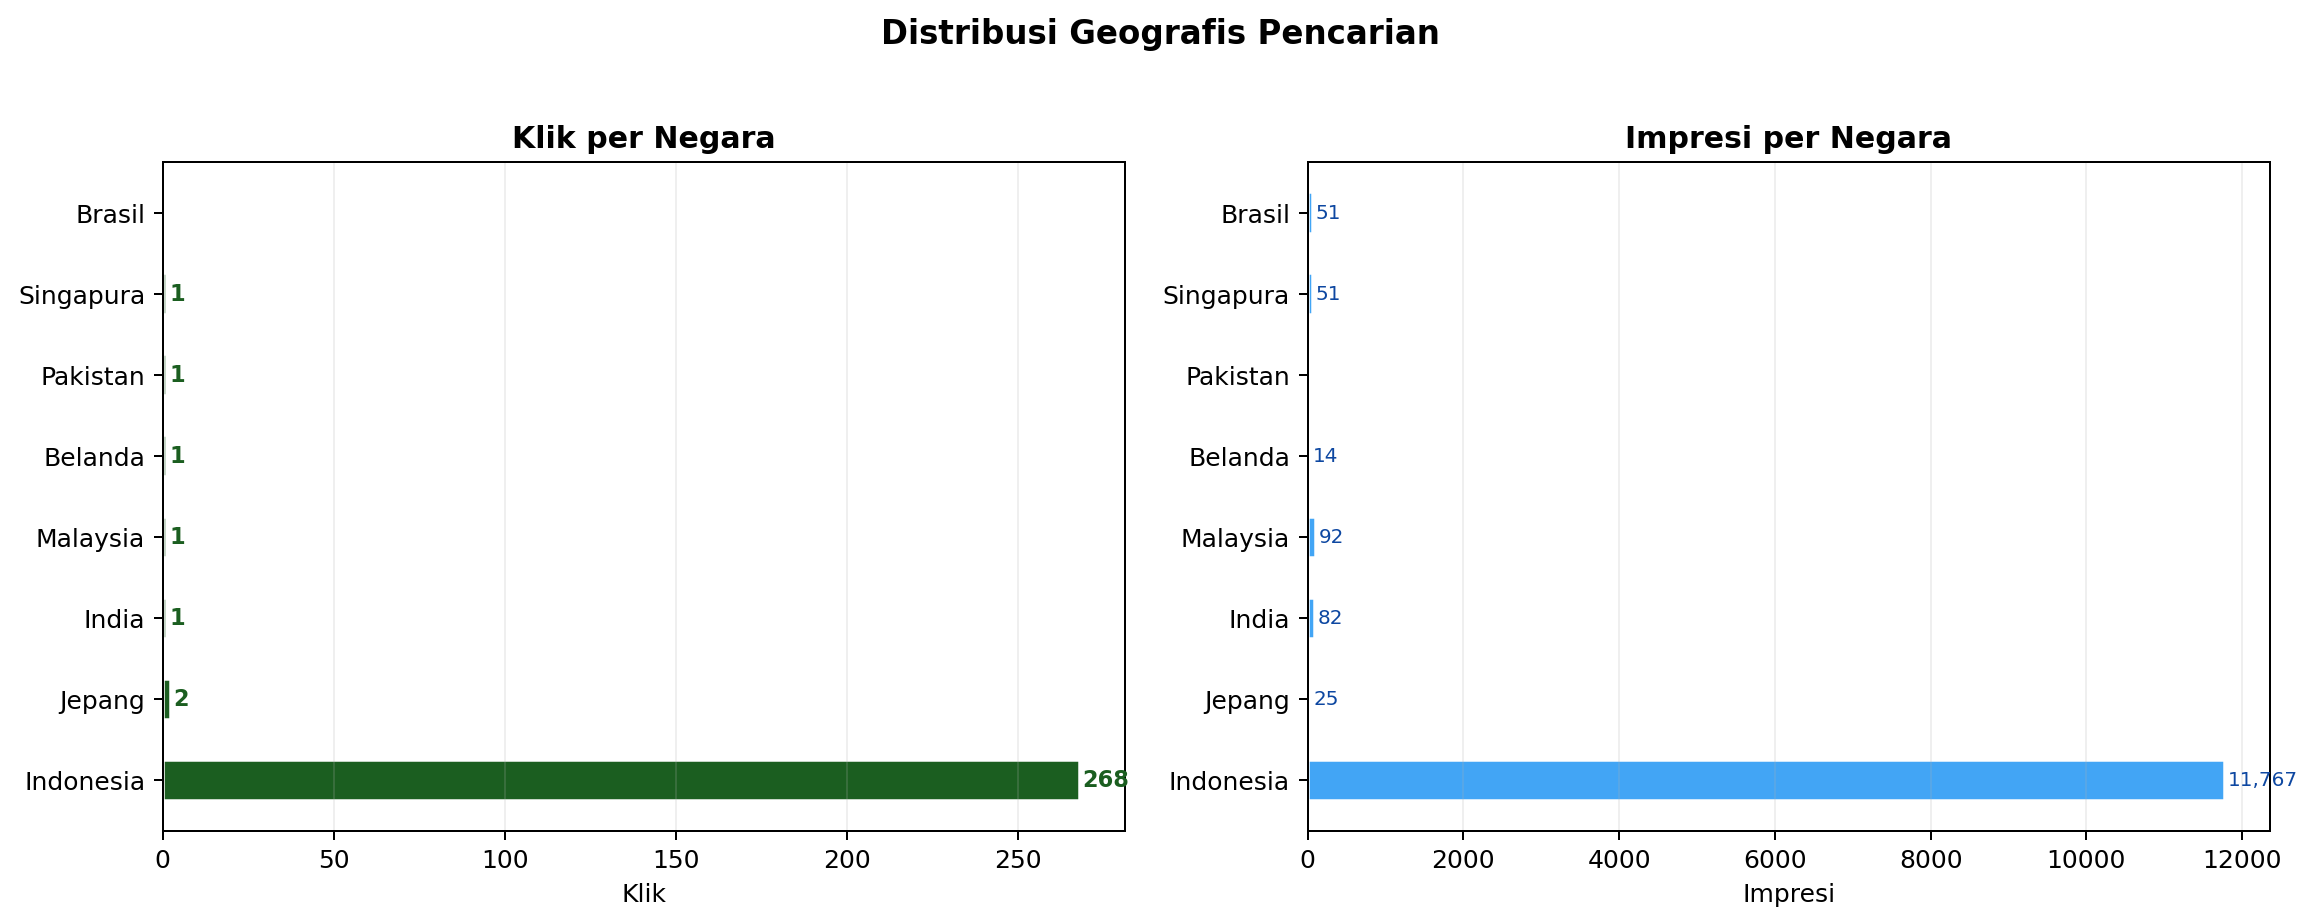 Distribusi Geografis Pencarian
Klik per Negara
Brasil
Singapura 1
Pakistan 1
Belanda 1
Malaysia 1
India 1
Jepang 2
Indonesia 268
0 50 100 150 200 250
Klik
Impresi per Negara
Brasil 51
Singapura 51
Pakistan
Belanda 14
Malaysia 92
India 82
Jepang 25
Indonesia 11,767
0 2000 4000 6000 8000 10000 12000
Impresi